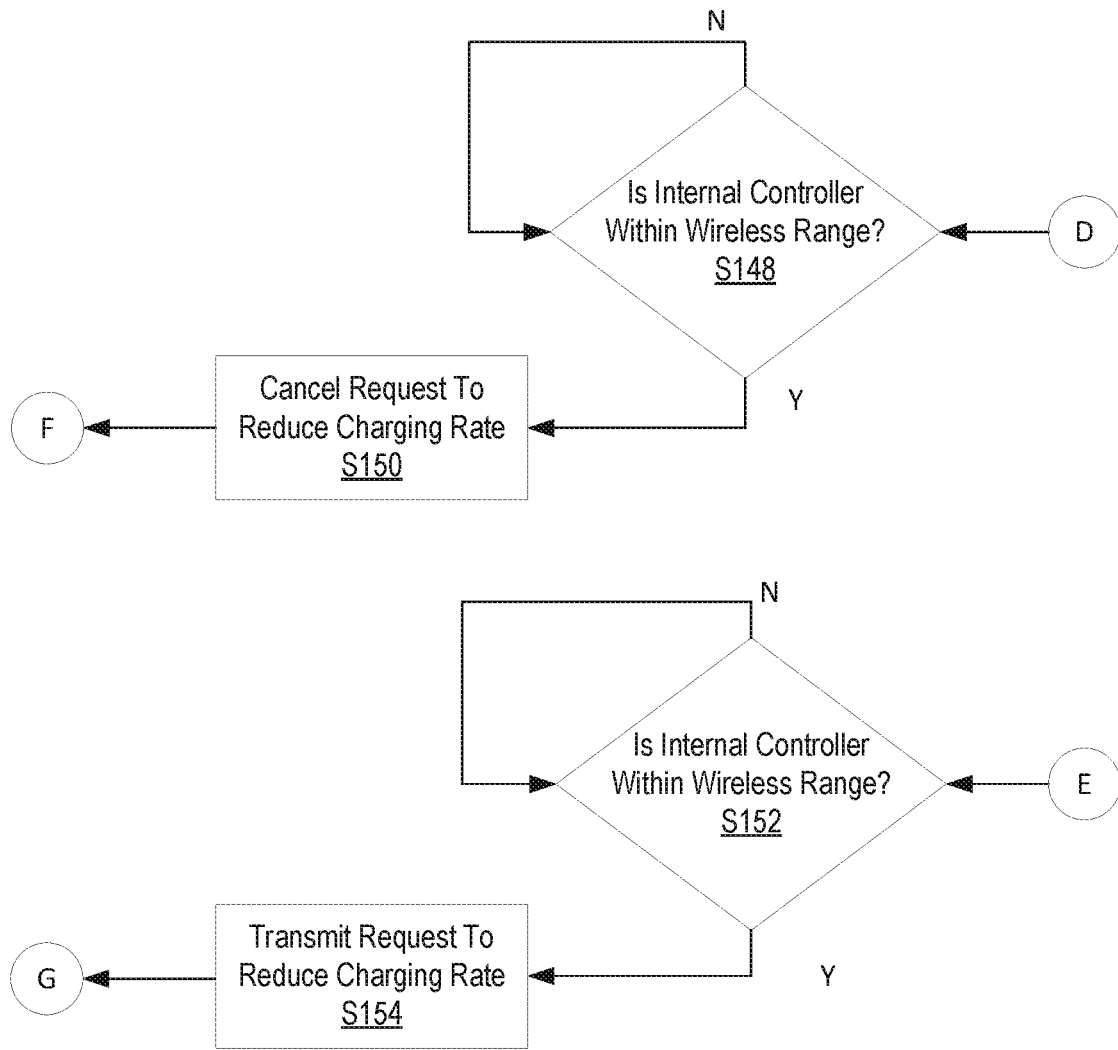 N
Is Internal Controller
Within Wireless Range?
S148
D
Y
Cancel Request To
Reduce Charging Rate
S150
F
N
Is Internal Controller
Within Wireless Range?
S152
E
Y
Transmit Request To
Reduce Charging Rate
S154
G